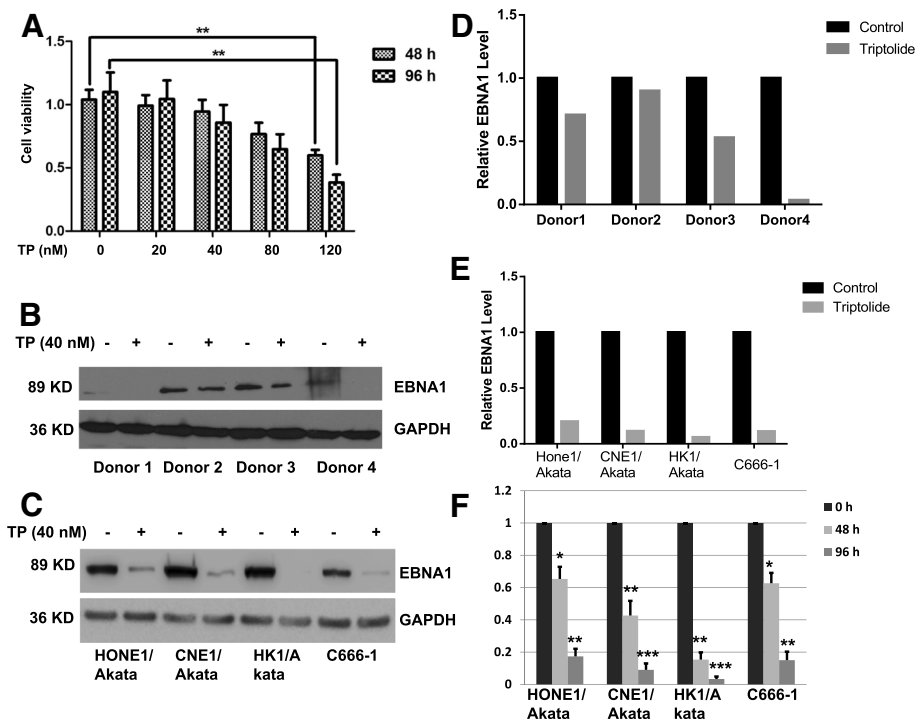 A
Cell viability
1.5
1.0
0.5
0.0
**
**
48 h
96 h
TP (nM) 0 20 40 80 120
B
TP (40 nM) - + - + - + - +
89 KD EBNA1
36 KD GAPDH
Donor 1 Donor 2 Donor 3 Donor 4
C
TP (40 nM) - + - + - + - +
89 KD EBNA1
36 KD GAPDH
HONE1/ CNE1/ HK1/A C666-1
Akata Akata kata
D
Relative EBNA1 Level
1.5
1.0
0.5
0.0
Control
Triptolide
Donor1 Donor2 Donor3 Donor4
E
Relative EBNA1 Level
1.5
1.0
0.5
0.0
Control
Triptolide
Hone1/ CNE1/ HK1/ C666-1
Akata Akata Akata
F
1.2
1
0.8
0.6
0.4
0.2
0
0 h
48 h
96 h
* ** ** *** ** *** * **
HONE1/ CNE1/ HK1/A C666-1
Akata Akata kata